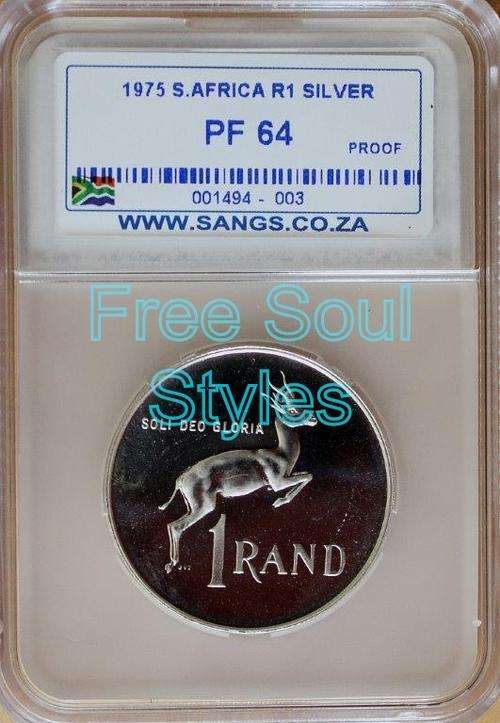 1975 S.AFRICA R1 SILVER
PF 64
PROOF
001494 - 003
WWW.SANGS.CO.ZA
Free Soul
Styles
SOLI DEO GLORIA
1 RAND